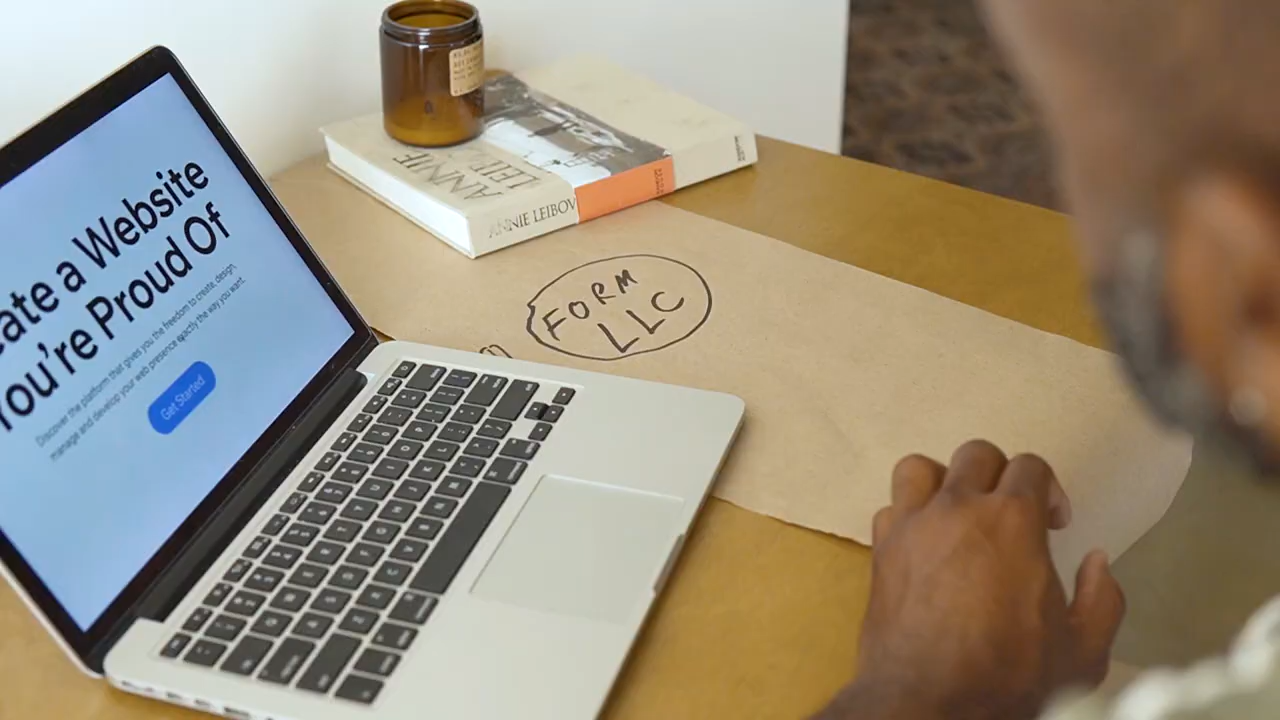 eate a Website
You're Proud Of
Discover the platform that gives you the freedom to create, design,
manage and develop your web presence exactly the way you want.
Get Started
ANNIE
LEIB
ANNIE LEIBOV
FORM
LLC